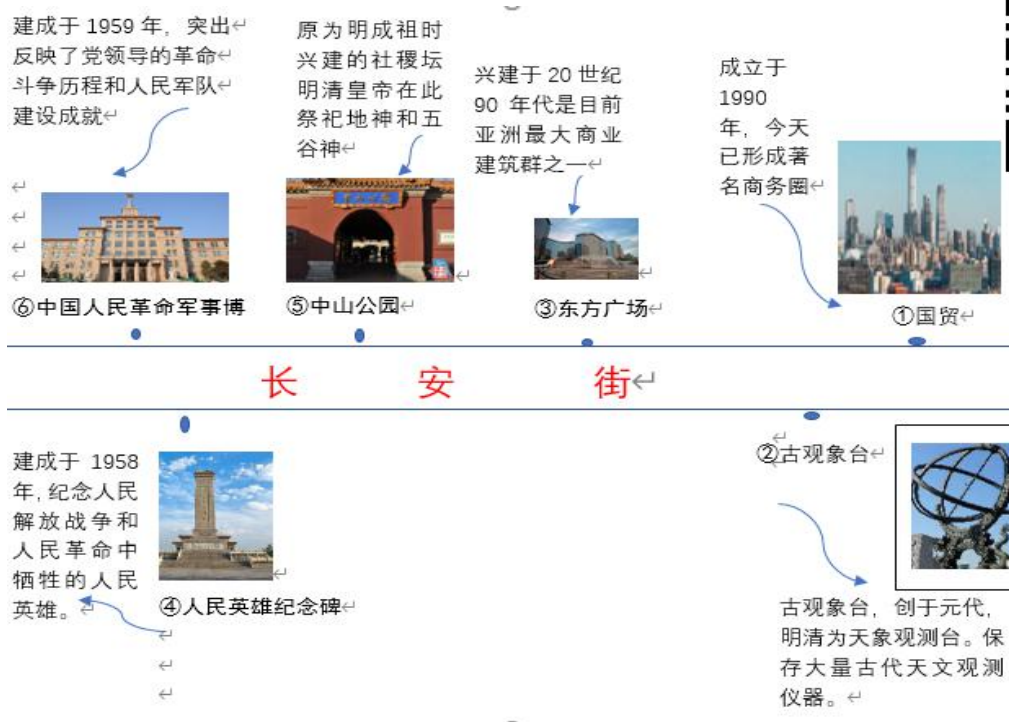 建成于 1959 年，突出
反映了党领导的革命
斗争历程和人民军队
建设成就
⑥中国人民革命军事博
原为明成祖时
兴建的社稷坛
明清皇帝在此
祭祀地神和五
谷神
⑤中山公园
兴建于 20 世纪
90 年代是目前
亚洲最大商业
建筑群之一
③东方广场
成立于
1990
年，今天
已形成著
名商务圈
①国贸
长 安 街
建成于 1958
年，纪念人民
解放战争和
人民革命中
牺牲的人民
英雄。
④人民英雄纪念碑
②古观象台
古观象台，创于元代，
明清为天象观测台。保
存大量古代天文观测
仪器。